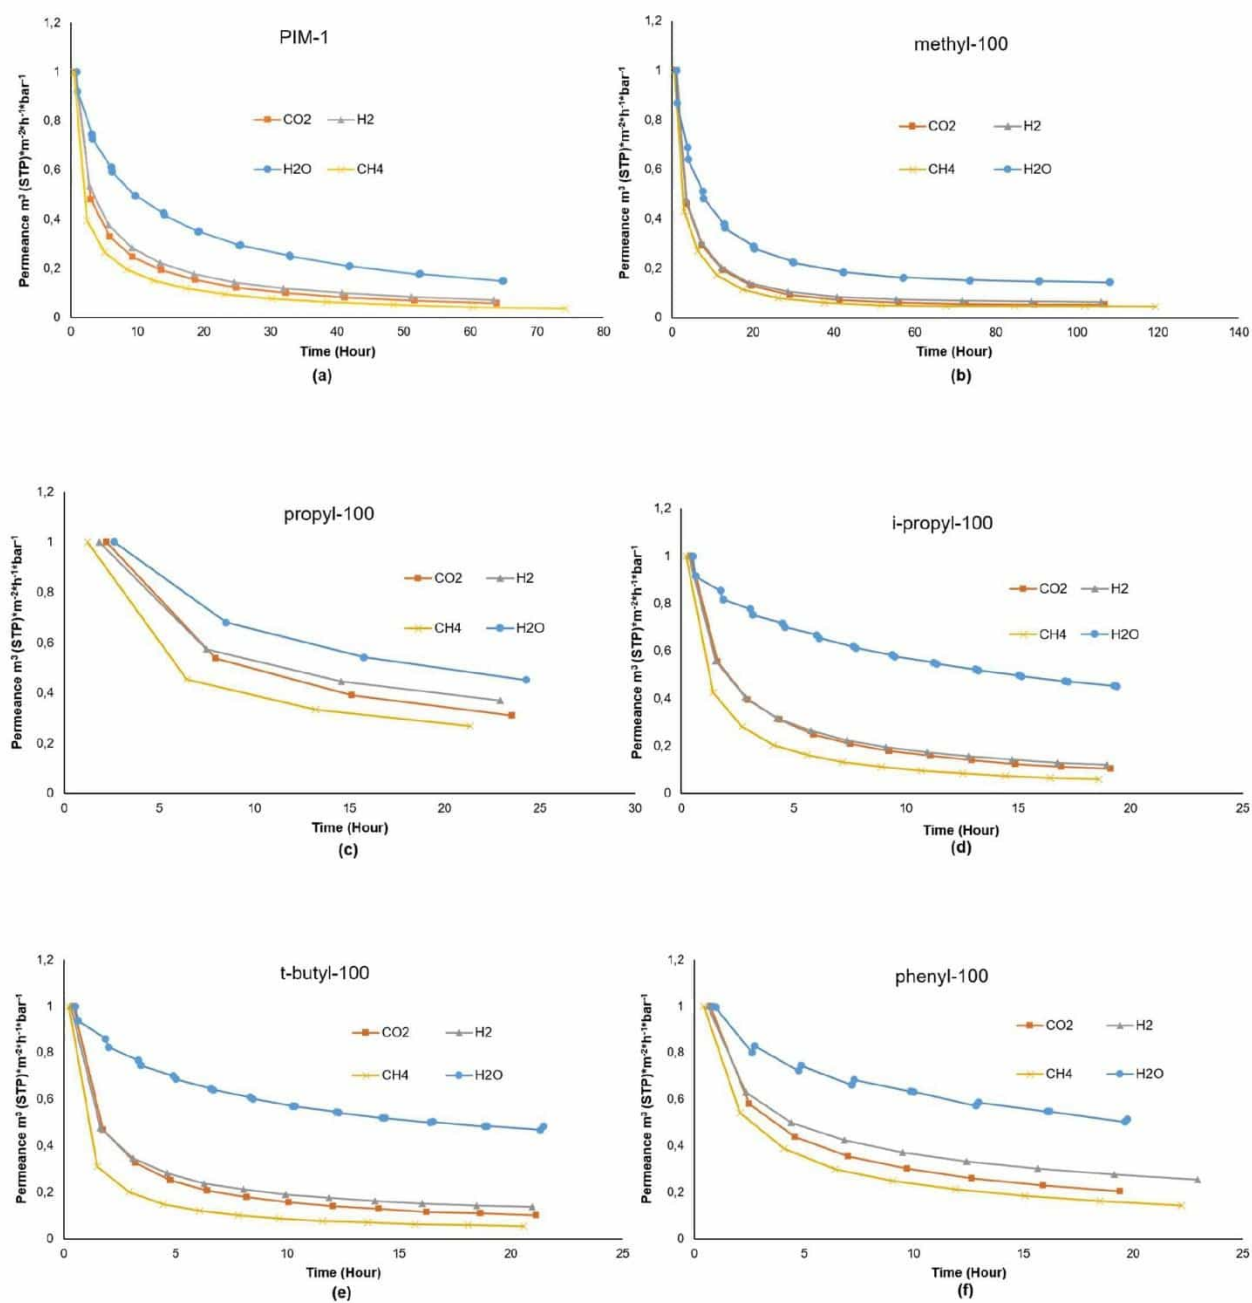 PIM-1
Permeance m³ (STP)*m⁻²*h⁻¹*bar⁻¹
1,2
1
0,8
0,6
0,4
0,2
0
CO2 H2
H2O CH4
0 10 20 30 40 50 60 70 80
Time (Hour)
(a)
methyl-100
Permeance m³ (STP)*m⁻²*h⁻¹*bar⁻¹
1,2
1
0,8
0,6
0,4
0,2
0
CO2 H2
CH4 H2O
0 20 40 60 80 100 120 140
Time (Hour)
(b)
propyl-100
Permeance m³ (STP)*m⁻²*h⁻¹*bar⁻¹
1,2
1
0,8
0,6
0,4
0,2
0
CO2 H2
CH4 H2O
0 5 10 15 20 25 30
Time (Hour)
(c)
i-propyl-100
Permeance m³ (STP)*m⁻²*h⁻¹*bar⁻¹
1,2
1
0,8
0,6
0,4
0,2
0
CO2 H2
CH4 H2O
0 5 10 15 20 25
Time (Hour)
(d)
t-butyl-100
Permeance m³ (STP)*m⁻²*h⁻¹*bar⁻¹
1,2
1
0,8
0,6
0,4
0,2
0
CO2 H2
CH4 H2O
0 5 10 15 20 25
Time (Hour)
(e)
phenyl-100
Permeance m³ (STP)*m⁻²*h⁻¹*bar⁻¹
1,2
1
0,8
0,6
0,4
0,2
0
CO2 H2
CH4 H2O
0 5 10 15 20 25
Time (Hour)
(f)